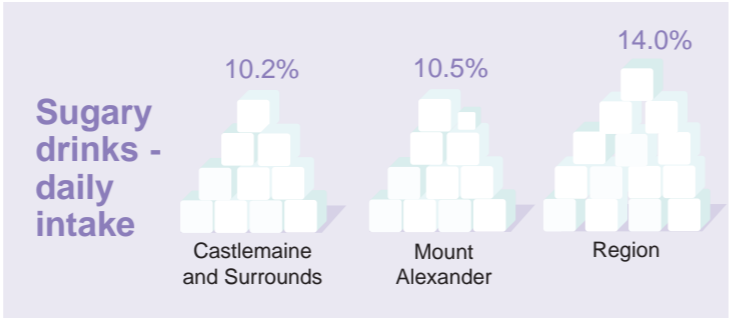 Sugary
drinks -
daily
intake
10.2%
Castlemaine
and Surrounds
10.5%
Mount
Alexander
14.0%
Region